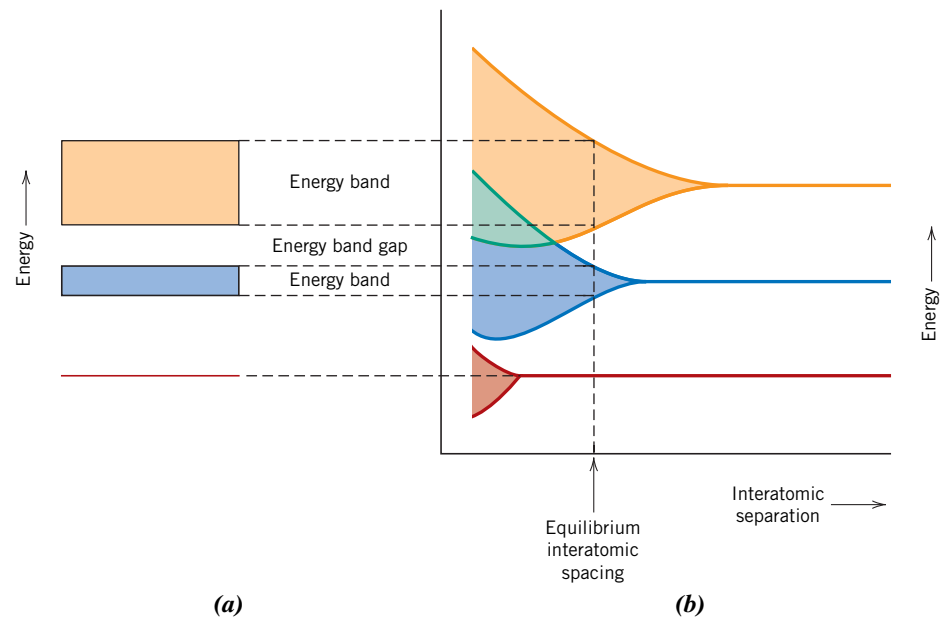 Energy
Energy band
Energy band gap
Energy band
Energy
Interatomic
separation
Equilibrium
interatomic
spacing
(a)
(b)